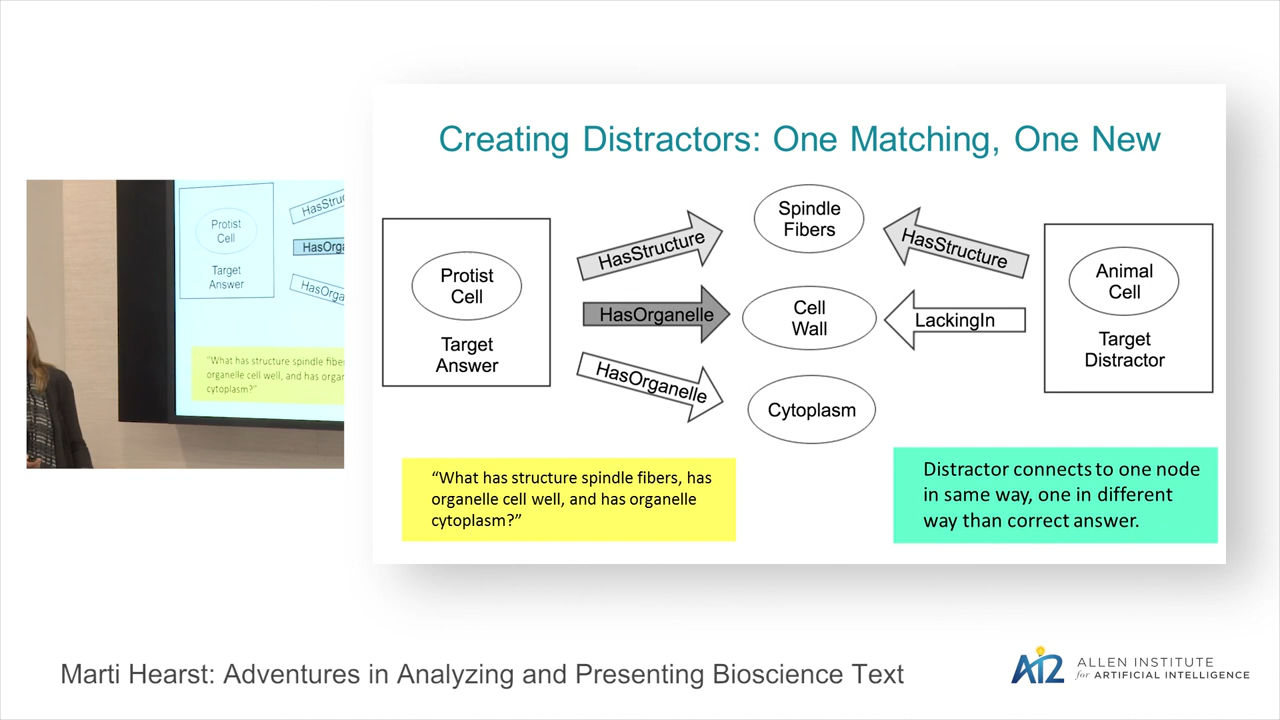 Creating Distractors: One Matching, One New
Protist
Cell
Target
Answer
HasStructure
HasOrganelle
HasOrganelle
Spindle
Fibers
Cell
Wall
Cytoplasm
HasStructure
LackingIn
Animal
Cell
Target
Distractor
“What has structure spindle fibers, has
organelle cell well, and has organelle
cytoplasm?”
Distractor connects to one node
in same way, one in different
way than correct answer.
Protist
Cell
Target
Answer
HasStruc
HasOrga
HasOrga
“What has structure spindle fibe
organelle cell well, and has organ
cytoplasm?”
Marti Hearst: Adventures in Analyzing and Presenting Bioscience Text
AI2
ALLEN INSTITUTE
for ARTIFICIAL INTELLIGENCE